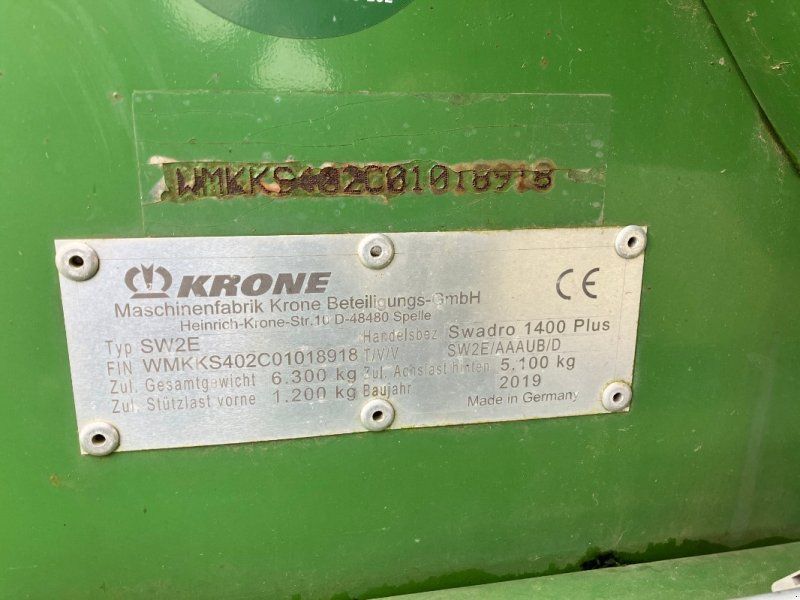 WMKKS402C01018918
KRONE CE
Maschinenfabrik Krone Beteiligungs-GmbH
Heinrich-Krone-Str.10 D-48480 Spelle
Typ SW2E Handelsbez Swadro 1400 Plus
FIN WMKKS402C01018918 T/V/V SW2E/AAAUB/D
Zul. Gesamtgewicht 6.300 kg Zul. Achslast hinten 5.100 kg
Zul. Stützlast vorne 1.200 kg Baujahr 2019
Made in Germany